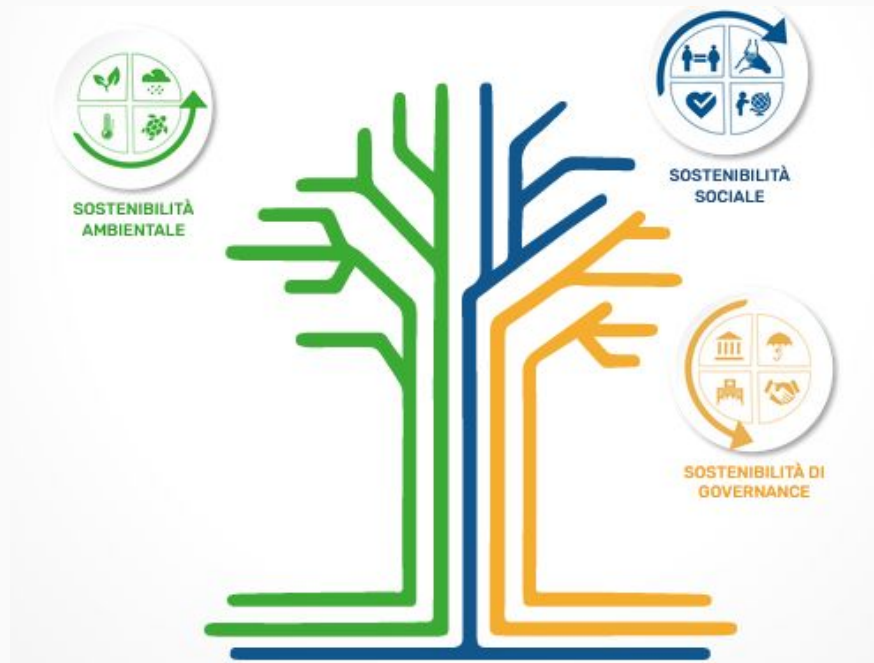 SOSTENIBILITÀ
AMBIENTALE
SOSTENIBILITÀ
SOCIALE
SOSTENIBILITÀ DI
GOVERNANCE